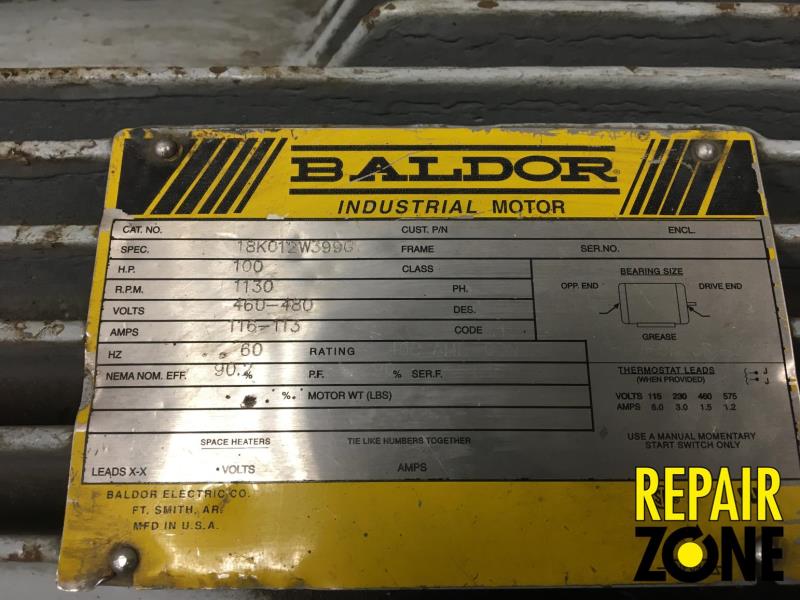 BALDOR®
INDUSTRIAL MOTOR
CAT. NO. CUST. P/N ENCL.
SPEC. 18K012W399G FRAME SER.NO.
H.P. 100 CLASS
R.P.M. 1130 PH.
VOLTS 460-480 DES.
AMPS 116-113 CODE
HZ 60 RATING
NEMA NOM. EFF. 90. % P.F. % SER.F.
%. MOTOR WT (LBS)
BEARING SIZE
OPP. END DRIVE END
GREASE
THERMOSTAT LEADS J
(WHEN PROVIDED) J
VOLTS 115 230 460 575
AMPS 5.0 3.0 1.5 1.2
USE A MANUAL MOMENTARY
START SWITCH ONLY
SPACE HEATERS TIE LIKE NUMBERS TOGETHER
LEADS X-X VOLTS AMPS
BALDOR ELECTRIC CO.
FT. SMITH, AR.
MFD IN U.S.A.
REPAIR
ZONE